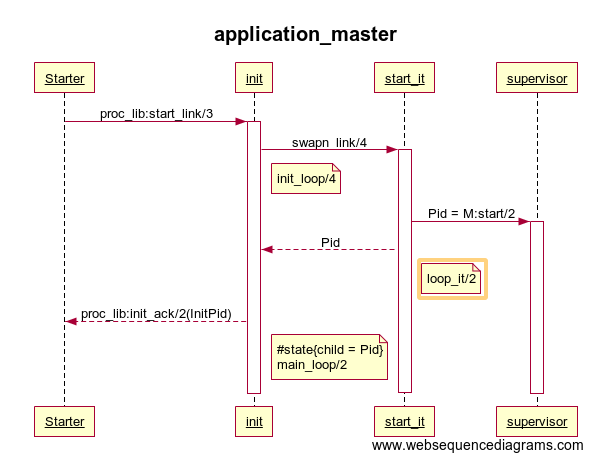 application_master
Starter
init
start_it
supervisor
proc_lib:start_link/3
swapn_link/4
init_loop/4
Pid = M:start/2
Pid
loop_it/2
proc_lib:init_ack/2(InitPid)
#state{child = Pid}
main_loop/2
Starter
init
start_it
supervisor
www.websequencediagrams.com